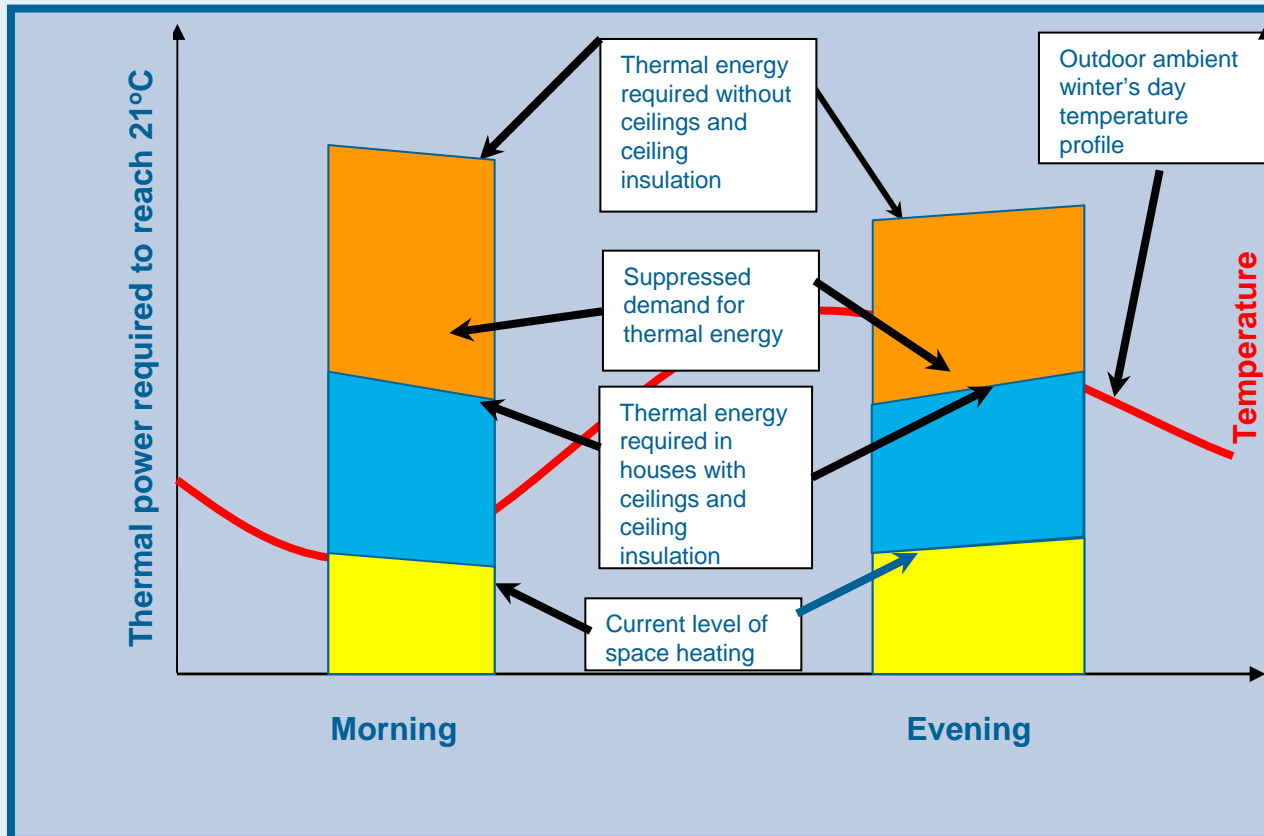 Thermal power required to reach 21°C
Thermal energy
required without
ceilings and
ceiling
insulation
Outdoor ambient
winter's day
temperature
profile
Suppressed
demand for
thermal energy
Temperature
Thermal energy
required in
houses with
ceilings and
ceiling
insulation
Current level of
space heating
Morning
Evening